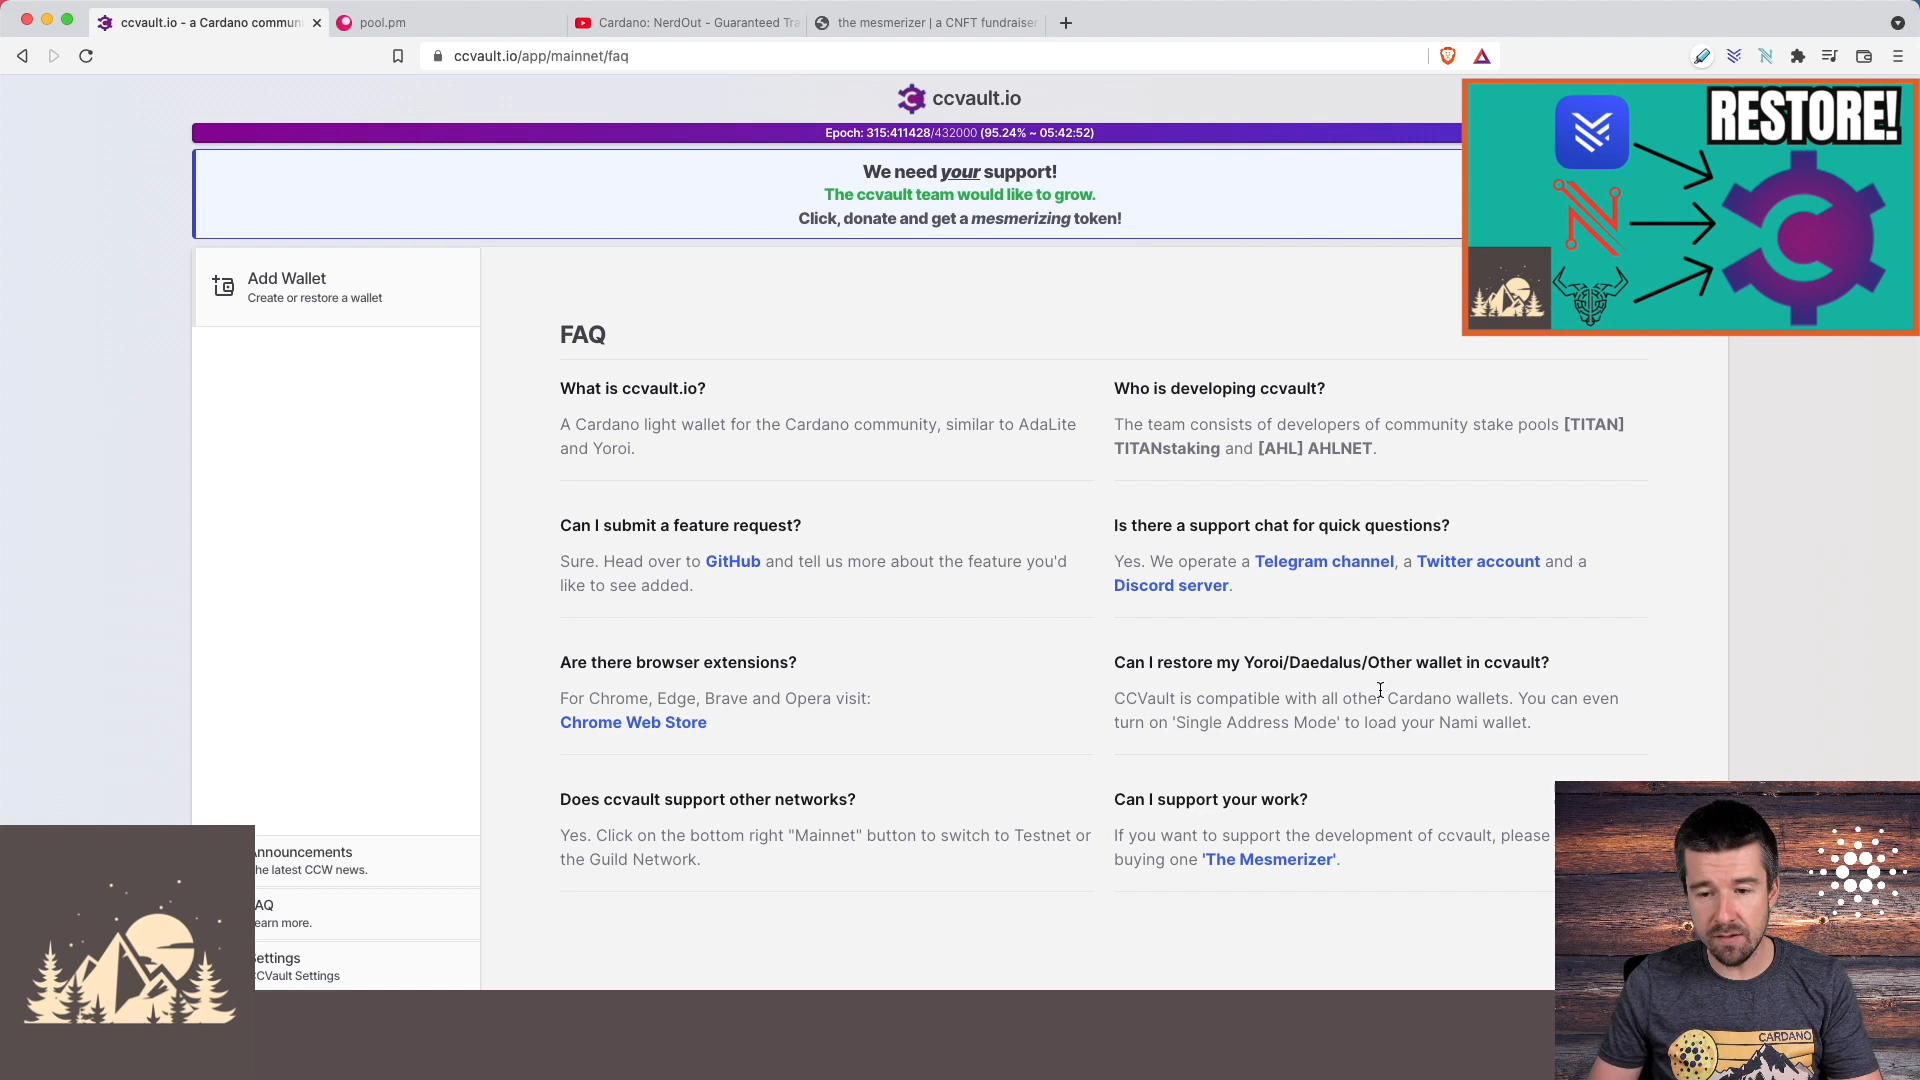 ccvault.io - a Cardano commun
pool.pm
Cardano: NerdOut - Guaranteed Tra
the mesmerizer | a CNFT fundraiser
ccvault.io/app/mainnet/faq
ccvault.io
Epoch: 315:411428/432000 (95.24% ~ 05:42:52)
We need your support!
The ccvault team would like to grow.
Click, donate and get a mesmerizing token!
RESTORE!
Add Wallet
Create or restore a wallet
FAQ
What is ccvault.io?
A Cardano light wallet for the Cardano community, similar to AdaLite
and Yoroi.
Who is developing ccvault?
The team consists of developers of community stake pools [TITAN]
TITANstaking and [AHL] AHLNET.
Can I submit a feature request?
Sure. Head over to GitHub and tell us more about the feature you'd
like to see added.
Is there a support chat for quick questions?
Yes. We operate a Telegram channel, a Twitter account and a
Discord server.
Are there browser extensions?
For Chrome, Edge, Brave and Opera visit:
Chrome Web Store
Can I restore my Yoroi/Daedalus/Other wallet in ccvault?
CCVault is compatible with all other Cardano wallets. You can even
turn on 'Single Address Mode' to load your Nami wallet.
Does ccvault support other networks?
Yes. Click on the bottom right "Mainnet" button to switch to Testnet or
the Guild Network.
Can I support your work?
If you want to support the development of ccvault, please
buying one 'The Mesmerizer'.
Announcements
he latest CCW news.
AQ
earn more.
Settings
CCVault Settings
CARDANO